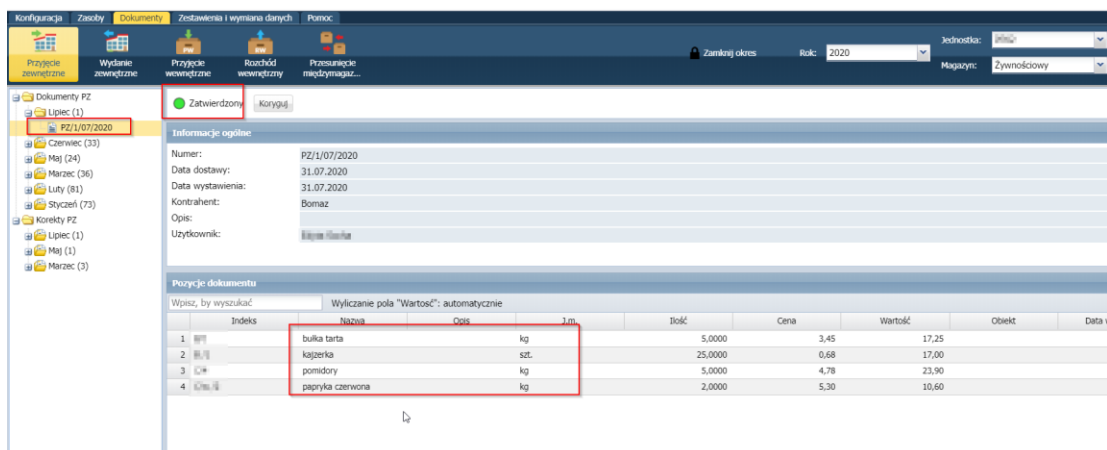 Konfiguracja Zasoby Dokumenty Zestawienia i wymiana danych Pomoc
Przyjęcie zewnętrzne
Wydanie zewnętrzne
Przyjęcie wewnętrzne
Rozchód wewnętrzny
Przesunięcie międzymagaz...
Zamknij okres
Rok: 2020
Jednostka:
Magazyn: Żywnościowy
Dokumenty PZ
Lipiec (1)
PZ/1/07/2020
Czerwiec (33)
Maj (24)
Marzec (36)
Luty (81)
Styczeń (73)
Korekty PZ
Lipiec (1)
Maj (1)
Marzec (3)
Zatwierdzony Koryguj
Informacje ogólne
Numer: PZ/1/07/2020
Data dostawy: 31.07.2020
Data wystawienia: 31.07.2020
Kontrahent: Bomaz
Opis:
Użytkownik:
Pozycje dokumentu
Wpisz, by wyszukać Wyliczanie pola "Wartosć": automatycznie
Indeks Nazwa Opis J.m. Ilość Cena Wartość Obiekt Data
1 bułka tarta kg 5,0000 3,45 17,25
2 kajzerka szt. 25,0000 0,68 17,00
3 pomidory kg 5,0000 4,78 23,90
4 papryka czerwona kg 2,0000 5,30 10,60